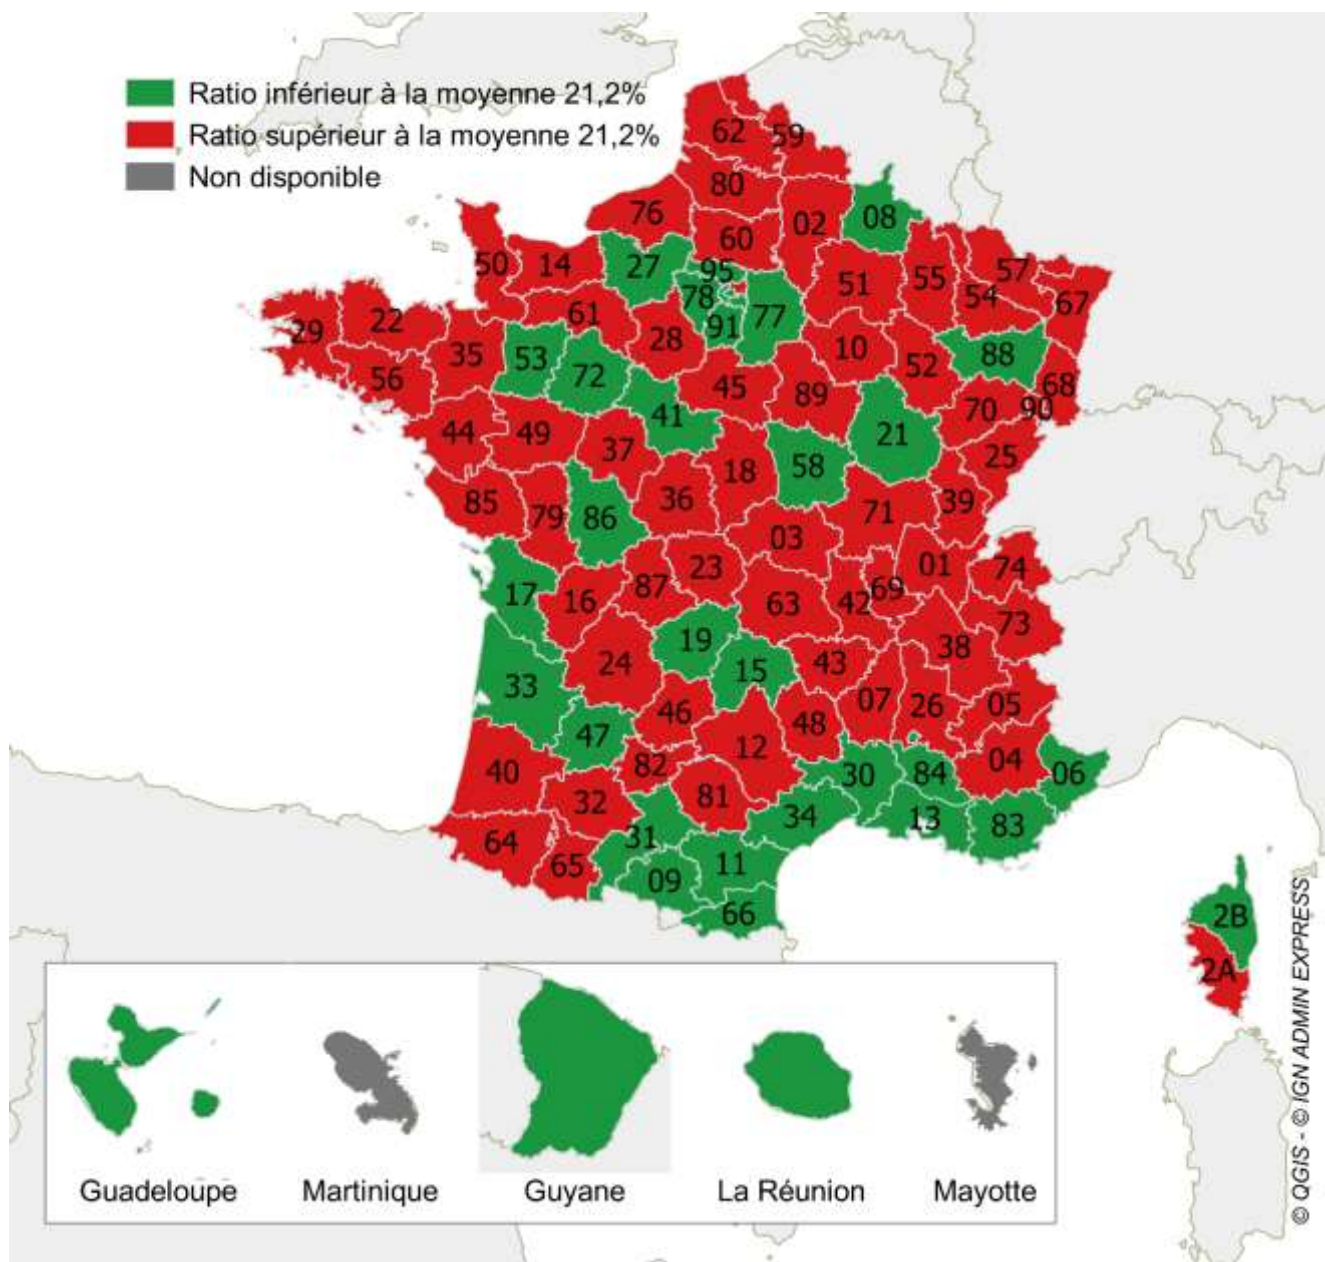 Ratio inférieur à la moyenne 21,2%
Ratio supérieur à la moyenne 21,2%
Non disponible
62 59
80
76 02 08
60
50 14 27 95 57
51 55 54 67
78 77
29 22 61 91
35 53 28 10 52 88
56 72 45 89 68
41 70 90
44 49 37 21 25
18 58
85 79 86 36 71 39
03
17 16 87 23 01 74
63 42 69
19 38 73
24 15 43
33 46 07 26 05
47 12 48
40 82 30 84 04 06
32 81
64 31 34 13 83
65 09 11
66
2B
2A
Guadeloupe
Martinique
Guyane
La Réunion
Mayotte
© QGIS - © IGN ADMIN EXPRESS